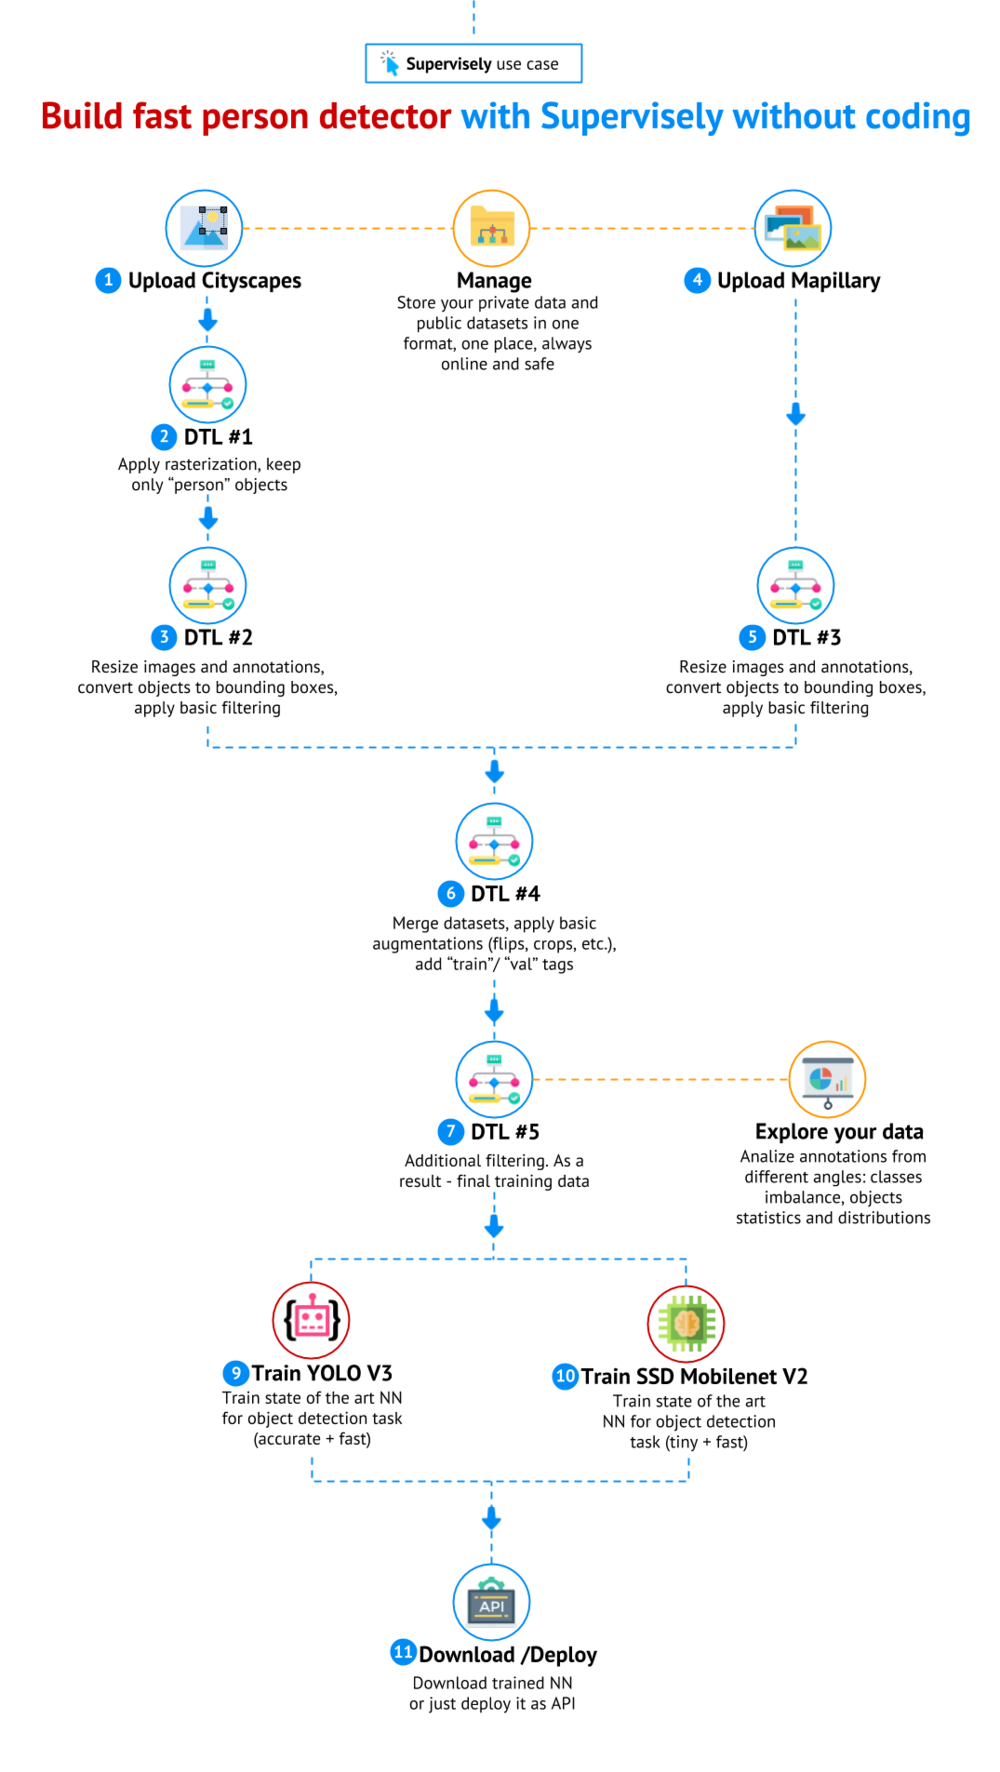 Supervisely use case
Build fast person detector with Supervisely without coding
1 Upload Cityscapes
Manage
Store your private data and
public datasets in one
format, one place, always
online and safe
4 Upload Mapillary
2 DTL #1
Apply rasterization, keep
only “person” objects
3 DTL #2
Resize images and annotations,
convert objects to bounding boxes,
apply basic filtering
5 DTL #3
Resize images and annotations,
convert objects to bounding boxes,
apply basic filtering
6 DTL #4
Merge datasets, apply basic
augmentations (flips, crops, etc.),
add “train”/ “val” tags
7 DTL #5
Additional filtering. As a
result - final training data
Explore your data
Analize annotations from
different angles: classes
imbalance, objects
statistics and distributions
9 Train YOLO V3
Train state of the art NN
for object detection task
(accurate + fast)
10 Train SSD Mobilenet V2
Train state of the art
NN for object detection
task (tiny + fast)
API
11 Download /Deploy
Download trained NN
or just deploy it as API